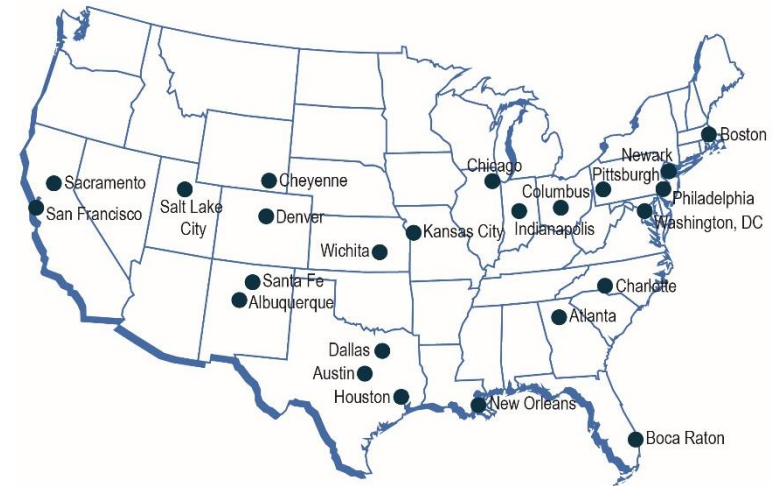 Boston
Newark
Chicago
Pittsburgh
Sacramento
Cheyenne
Columbus
Philadelphia
Salt Lake
City
San Francisco
Denver
Indianapolis
Washington, DC
Kansas City
Wichita
Santa Fe
Albuquerque
Charlotte
Atlanta
Dallas
Austin
Houston
New Orleans
Boca Raton